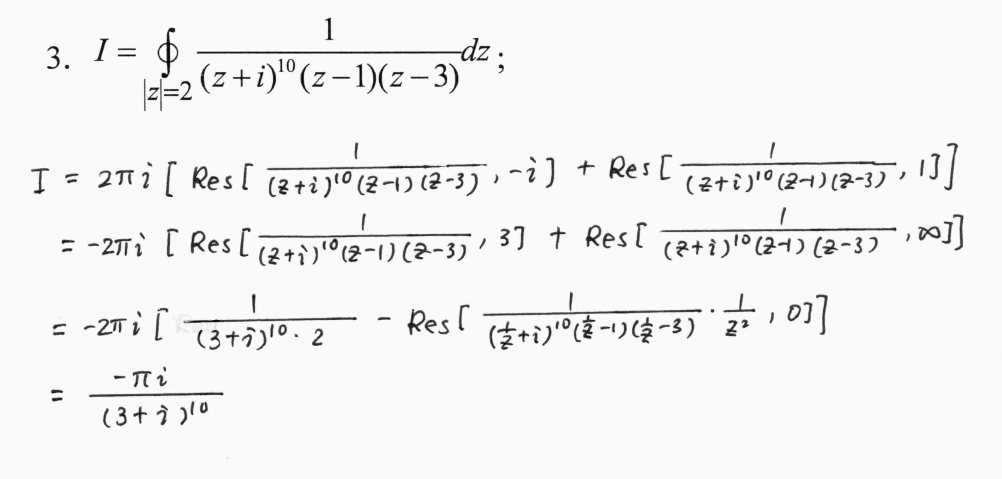 3. I = ∮_{|z|=2} 1/((z+i)^10 (z−1)(z−3)) dz ;
I = 2πi [ Res[ 1/((z+i)^10 (z−1)(z−3)) , −i] + Res[ 1/((z+i)^10 (z−1)(z−3)) , 1] ]
= −2πi [ Res[ 1/((z+i)^10 (z−1)(z−3)) , 3] + Res[ 1/((z+i)^10 (z−1)(z−3)) , ∞] ]
= −2πi [ 1/((3+i)^10 · 2) − Res[ 1/((1/z+i)^10 (1/z−1)(1/z−3)) · 1/z² , 0] ]
= −πi/(3+i)^10